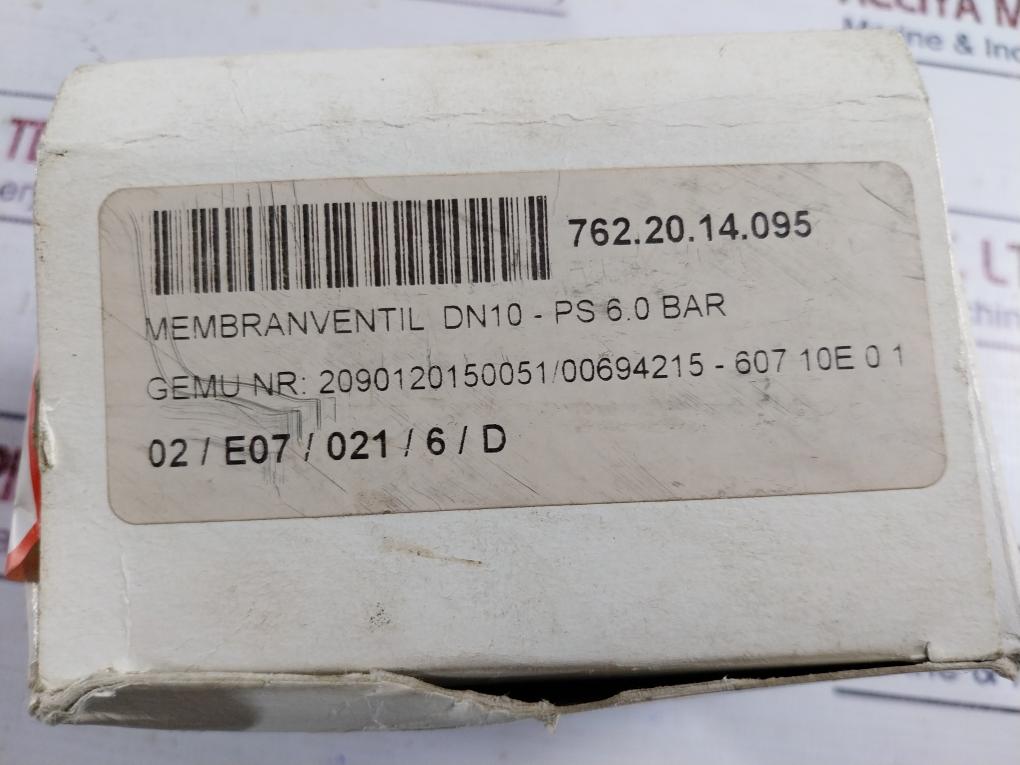 762.20.14.095
MEMBRANVENTIL DN10 - PS 6.0 BAR
GEMU NR: 2090120150051/00694215 - 607 10E 0 1
02 / E07 / 021 / 6 / D